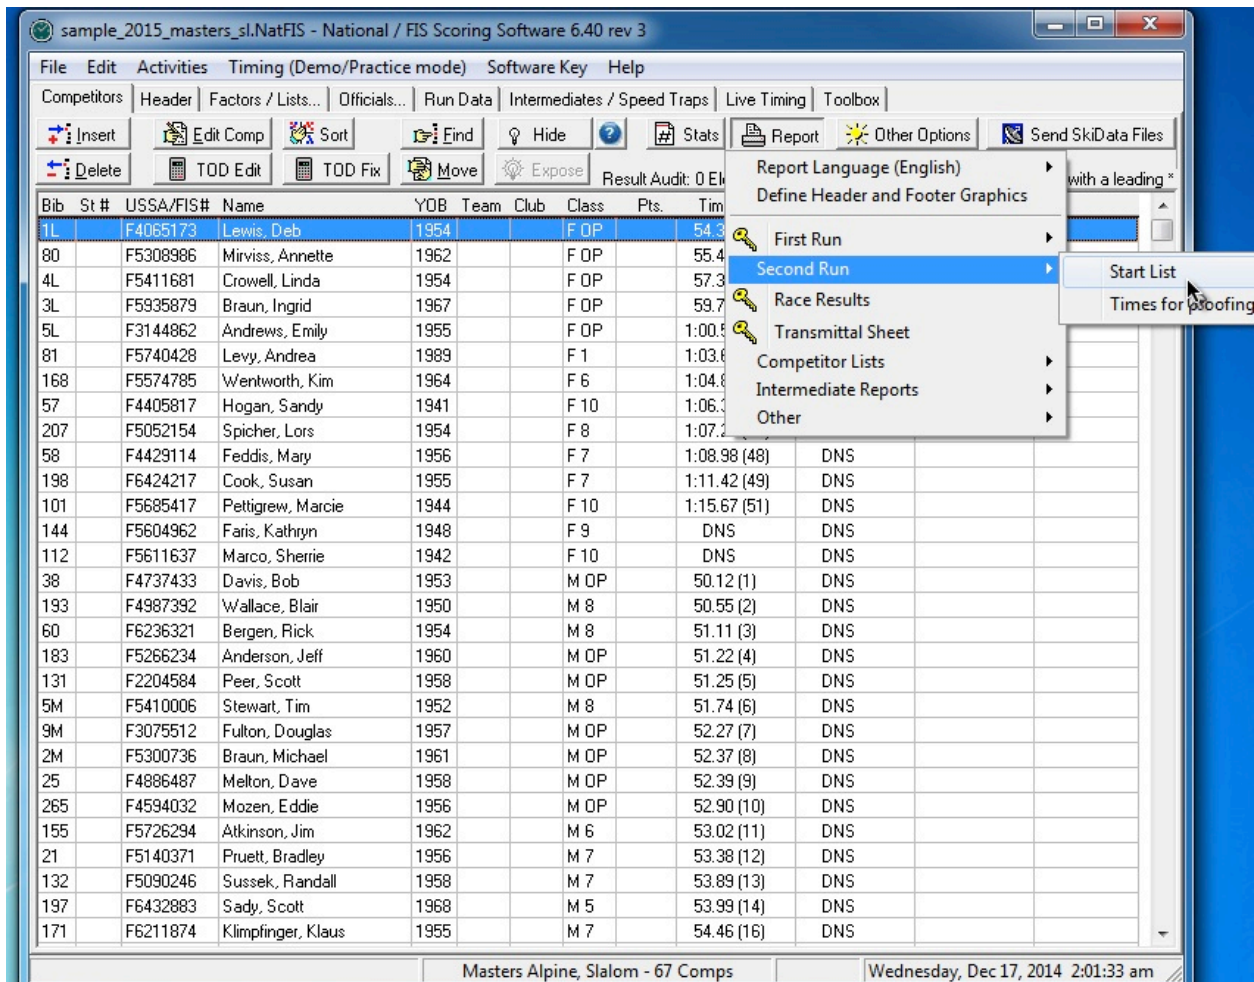 sample_2015_masters_sl.NatFIS - National / FIS Scoring Software 6.40 rev 3
File Edit Activities Timing (Demo/Practice mode) Software Key Help
Competitors Header Factors / Lists... Officials... Run Data Intermediates / Speed Traps Live Timing Toolbox
Insert Edit Comp Sort Find Hide Stats Report Other Options Send SkiData Files
Delete TOD Edit TOD Fix Move Expose Result Audit: 0 El with a leading *
Report Language (English)
Define Header and Footer Graphics
First Run
Second Run
Race Results
Transmittal Sheet
Competitor Lists
Intermediate Reports
Other
Start List
Times for proofing
Bib St # USSA/FIS# Name YOB Team Club Class Pts. Tim
1L F4065173 Lewis, Deb 1954 F OP 54.3
80 F5308986 Mirviss, Annette 1962 F OP 55.4
4L F5411681 Crowell, Linda 1954 F OP 57.3
3L F5935879 Braun, Ingrid 1967 F OP 59.7
5L F3144862 Andrews, Emily 1955 F OP 1:00.5
81 F5740428 Levy, Andrea 1989 F 1 1:03.6
168 F5574785 Wentworth, Kim 1964 F 6 1:04.8
57 F4405817 Hogan, Sandy 1941 F 10 1:06.
207 F5052154 Spicher, Lors 1954 F 8 1:07.2
58 F4429114 Feddis, Mary 1956 F 7 1:08.98 (48) DNS
198 F6424217 Cook, Susan 1955 F 7 1:11.42 (49) DNS
101 F5685417 Pettigrew, Marcie 1944 F 10 1:15.67 (51) DNS
144 F5604962 Faris, Kathryn 1948 F 9 DNS DNS
112 F5611637 Marco, Sherrie 1942 F 10 DNS DNS
38 F4737433 Davis, Bob 1953 M OP 50.12 (1) DNS
193 F4987392 Wallace, Blair 1950 M 8 50.55 (2) DNS
60 F6236321 Bergen, Rick 1954 M 8 51.11 (3) DNS
183 F5266234 Anderson, Jeff 1960 M OP 51.22 (4) DNS
131 F2204584 Peer, Scott 1958 M OP 51.25 (5) DNS
5M F5410006 Stewart, Tim 1952 M 8 51.74 (6) DNS
9M F3075512 Fulton, Douglas 1957 M OP 52.27 (7) DNS
2M F5300736 Braun, Michael 1961 M OP 52.37 (8) DNS
25 F4886487 Melton, Dave 1958 M OP 52.39 (9) DNS
265 F4594032 Mozen, Eddie 1956 M OP 52.90 (10) DNS
155 F5726294 Atkinson, Jim 1962 M 6 53.02 (11) DNS
21 F5140371 Pruett, Bradley 1956 M 7 53.38 (12) DNS
132 F5090246 Sussek, Randall 1958 M 7 53.89 (13) DNS
197 F6432883 Sady, Scott 1968 M 5 53.99 (14) DNS
171 F6211874 Klimpfinger, Klaus 1955 M 7 54.46 (16) DNS
Masters Alpine, Slalom - 67 Comps Wednesday, Dec 17, 2014 2:01:33 am